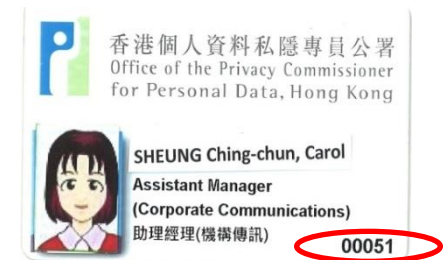 香港個人資料私隱專員公署
Office of the Privacy Commissioner
for Personal Data, Hong Kong
SHEUNG Ching-chun, Carol
Assistant Manager
(Corporate Communications)
助理經理(機構傳訊)
00051